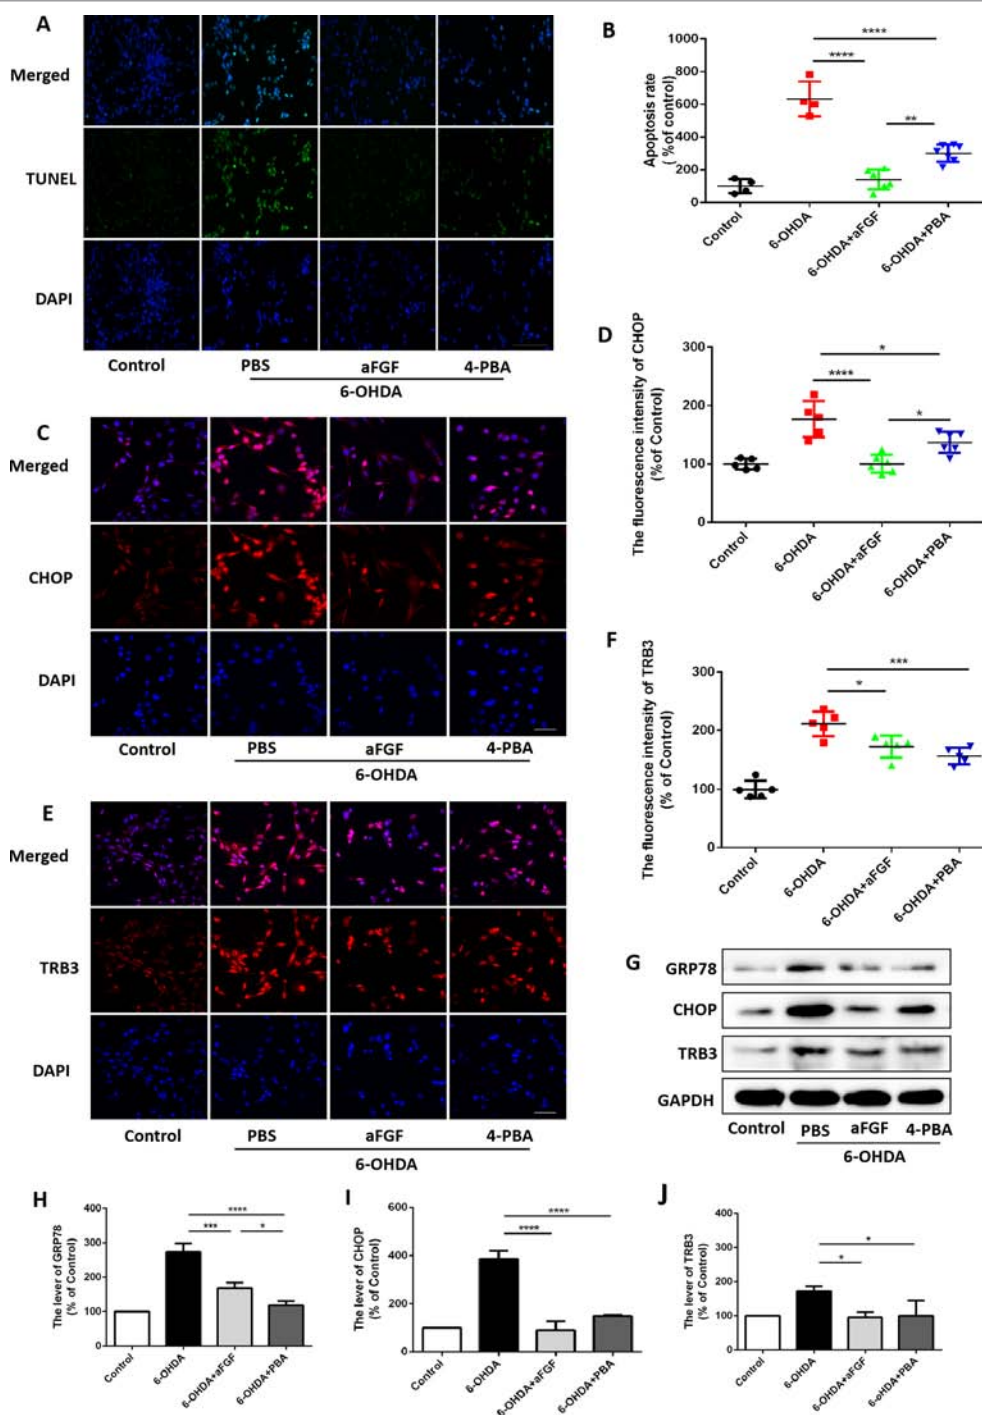 A
Merged
TUNEL
DAPI
Control PBS aFGF 4-PBA
6-OHDA
B
Apoptosis rate
( %of control)
1000
800
600
400
200
0
**** 
****
**
Control 6-OHDA 6-OHDA+aFGF 6-OHDA+PBA
C
Merged
CHOP
DAPI
Control PBS aFGF 4-PBA
6-OHDA
D
The fluorescence intensity of CHOP
(%of Control)
300
200
100
0
*
****
*
Control 6-OHDA 6-OHDA+aFGF 6-OHDA+PBA
E
Merged
TRB3
DAPI
Control PBS aFGF 4-PBA
6-OHDA
F
The fluorescence intensity of TRB3
(% of Control)
300
200
100
0
***
*
Control 6-OHDA 6-OHDA+aFGF 6-OHDA+PBA
G
GRP78
CHOP
TRB3
GAPDH
Control PBS aFGF 4-PBA
6-OHDA
H
The lever of GRP78
(% of Control)
400
300
200
100
0
****
*** *
Control 6-OHDA 6-OHDA+aFGF 6-OHDA+PBA
I
The lever of CHOP
(% of Control)
600
400
200
0
****
****
Control 6-OHDA 6-OHDA+aFGF 6-OHDA+PBA
J
The lever of TRB3
(% of Control)
400
300
200
100
0
*
*
Control 6-OHDA 6-OHDA+aFGF 6-oHDA+PBA